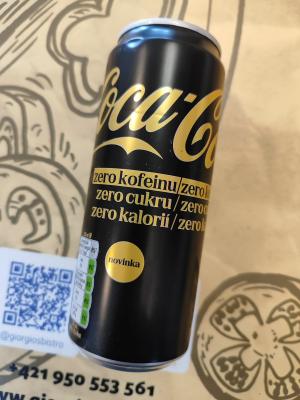 Coca-Co
zero kofeinu/zero
zero cukru/zero
zero kalorií/zero
novinka
@giorgiosbistro
+421 950 553 561